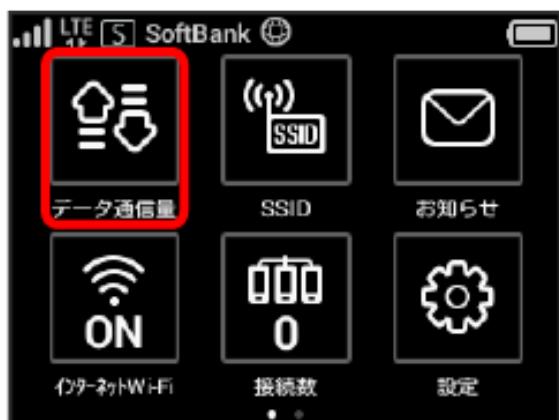 LTE S SoftBank
SSID
データ通信量 SSID お知らせ
ON 0
インターネットWi-Fi 接続数 設定